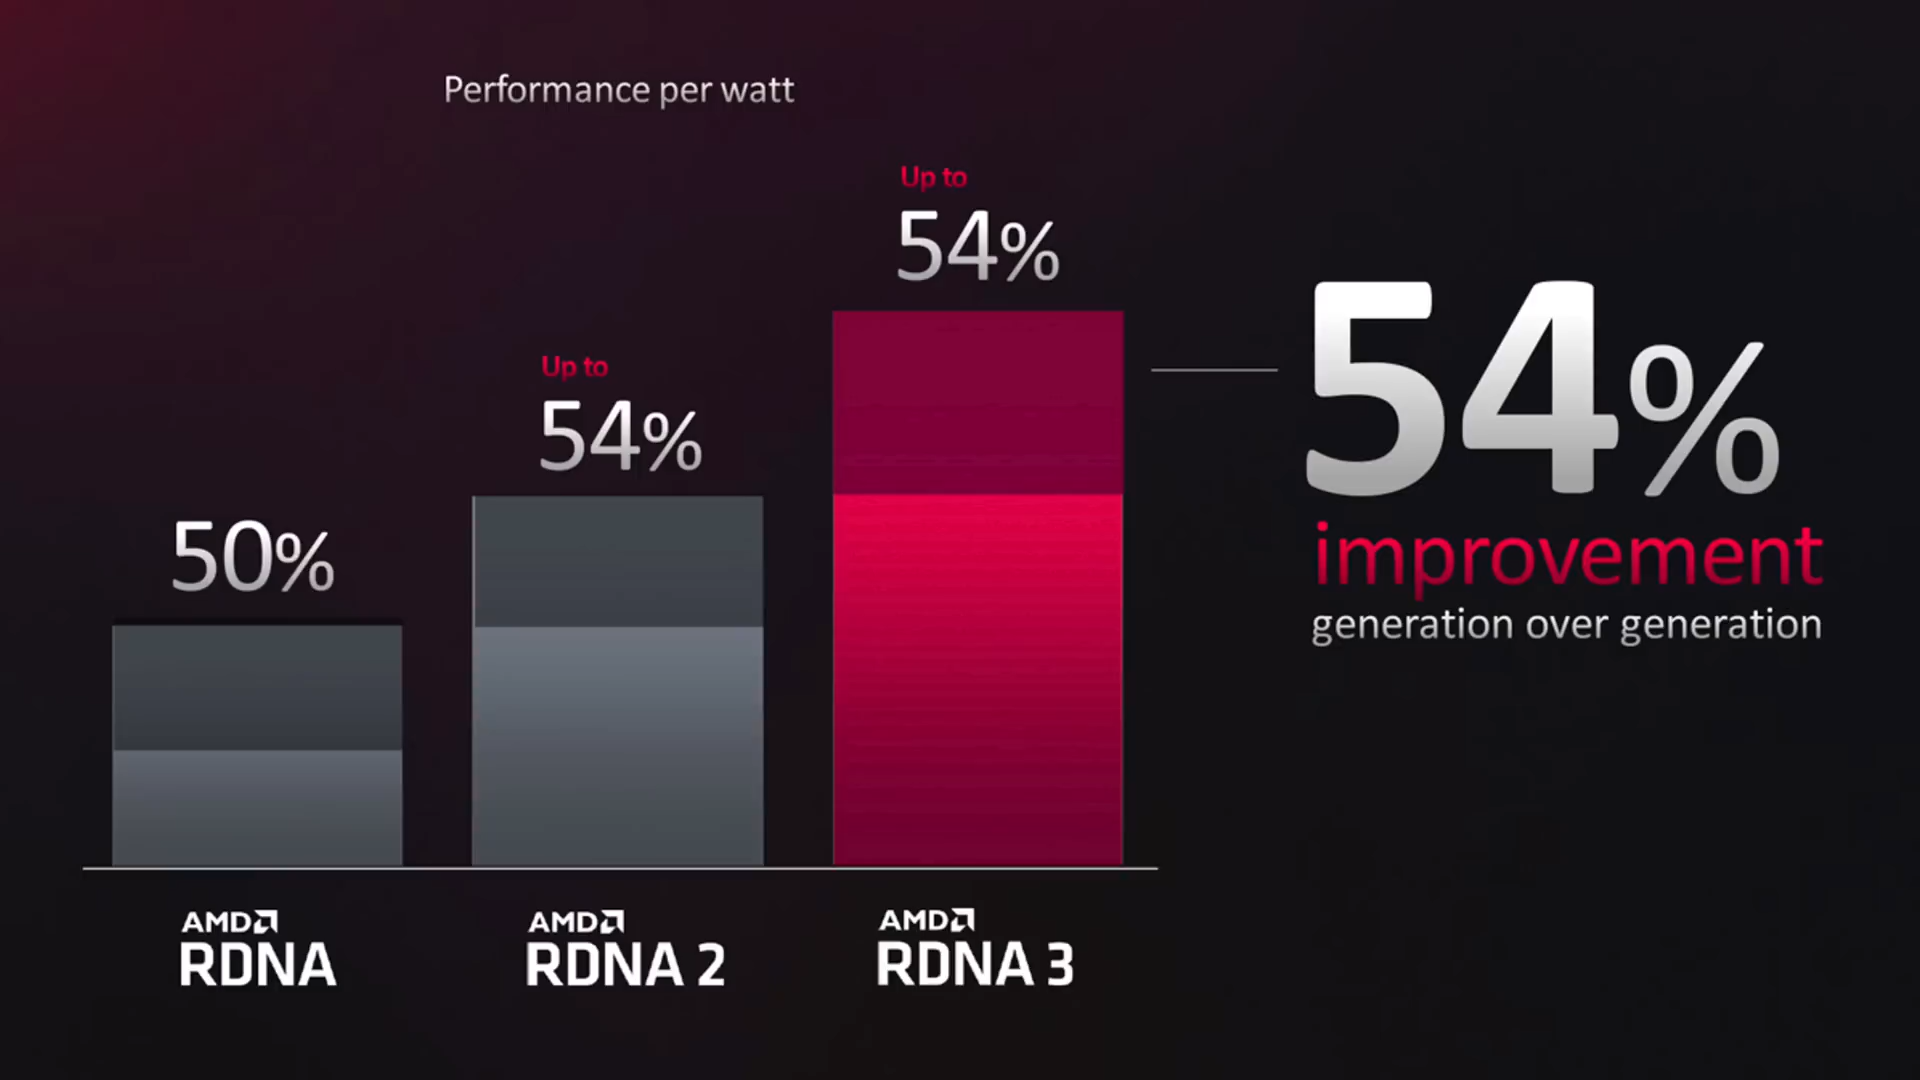 Performance per watt
Up to
54%
Up to
54%
50%
54%
improvement
generation over generation
AMD
RDNA
AMD
RDNA 2
AMD
RDNA 3